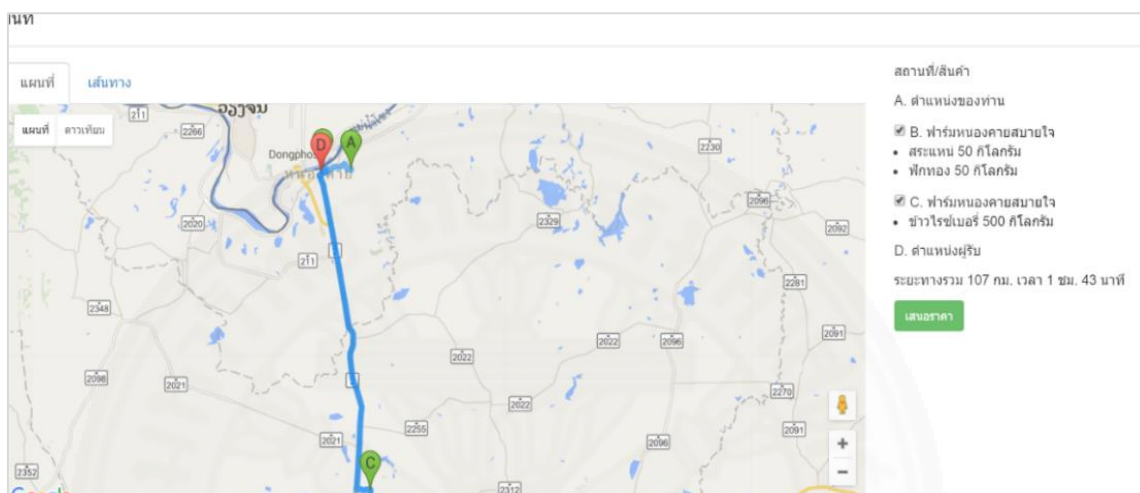 แผนที่
เส้นทาง
แผนที่
ดาวเทียม
2266
211
Dongphos
A
D
2230
2329
2096
2092
2020
211
2281
2348
2022
2022
2096
2091
2098
2021
2270
2022
2021
2255
2096
2091
C
2352
2312
สถานที่/สินค้า
A. ตำแหน่งของท่าน
B. ฟาร์มหนองคายสบายใจ
• สระแหน่ 50 กิโลกรัม
• ฟักทอง 50 กิโลกรัม
C. ฟาร์มหนองคายสบายใจ
• ข้าวไรซ์เบอรี่ 500 กิโลกรัม
D. ตำแหน่งผู้รับ
ระยะทางรวม 107 กม. เวลา 1 ชม. 43 นาที
เสนอราคา